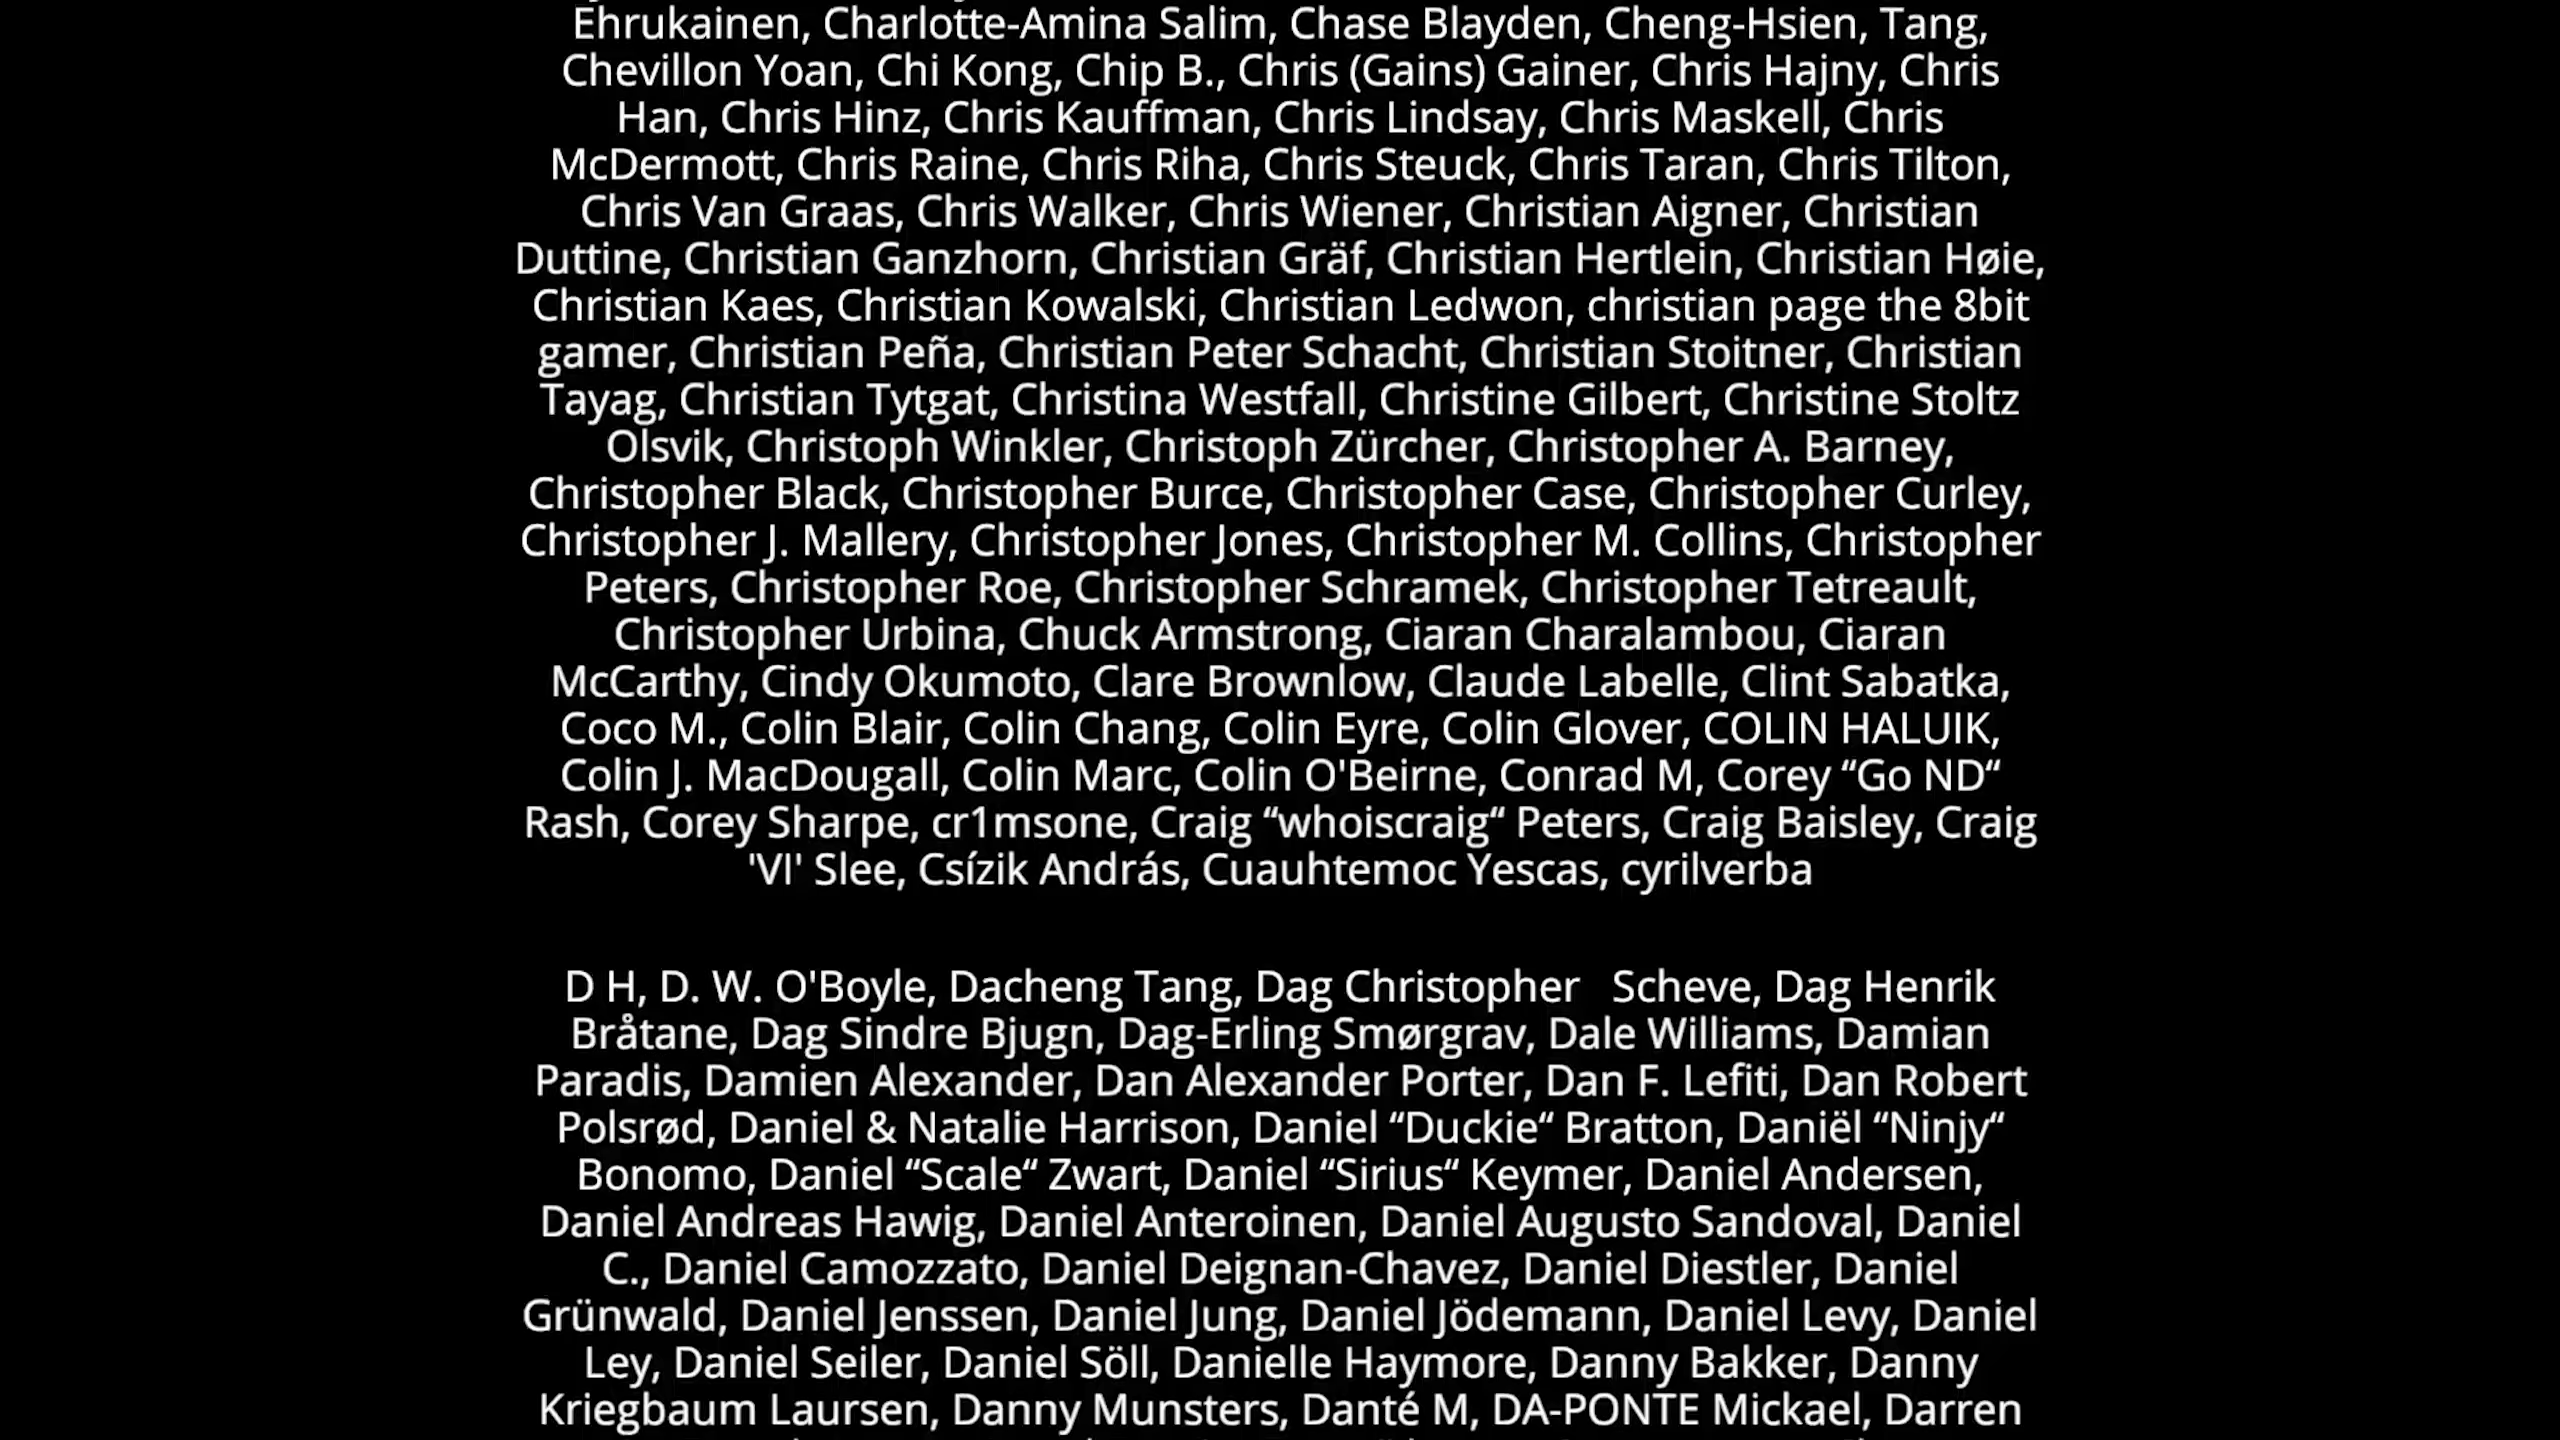 Ehrukainen, Charlotte-Amina Salim, Chase Blayden, Cheng-Hsien, Tang,
Chevillon Yoan, Chi Kong, Chip B., Chris (Gains) Gainer, Chris Hajny, Chris
Han, Chris Hinz, Chris Kauffman, Chris Lindsay, Chris Maskell, Chris
McDermott, Chris Raine, Chris Riha, Chris Steuck, Chris Taran, Chris Tilton,
Chris Van Graas, Chris Walker, Chris Wiener, Christian Aigner, Christian
Duttine, Christian Ganzhorn, Christian Gräf, Christian Hertlein, Christian Høie,
Christian Kaes, Christian Kowalski, Christian Ledwon, christian page the 8bit
gamer, Christian Peña, Christian Peter Schacht, Christian Stoitner, Christian
Tayag, Christian Tytgat, Christina Westfall, Christine Gilbert, Christine Stoltz
Olsvik, Christoph Winkler, Christoph Zürcher, Christopher A. Barney,
Christopher Black, Christopher Burce, Christopher Case, Christopher Curley,
Christopher J. Mallery, Christopher Jones, Christopher M. Collins, Christopher
Peters, Christopher Roe, Christopher Schramek, Christopher Tetreault,
Christopher Urbina, Chuck Armstrong, Ciaran Charalambou, Ciaran
McCarthy, Cindy Okumoto, Clare Brownlow, Claude Labelle, Clint Sabatka,
Coco M., Colin Blair, Colin Chang, Colin Eyre, Colin Glover, COLIN HALUIK,
Colin J. MacDougall, Colin Marc, Colin O'Beirne, Conrad M, Corey “Go ND“
Rash, Corey Sharpe, cr1msone, Craig “whoiscraig“ Peters, Craig Baisley, Craig
'VI' Slee, Csízik András, Cuauhtemoc Yescas, cyrilverba
D H, D. W. O'Boyle, Dacheng Tang, Dag Christopher   Scheve, Dag Henrik
Bråtane, Dag Sindre Bjugn, Dag-Erling Smørgrav, Dale Williams, Damian
Paradis, Damien Alexander, Dan Alexander Porter, Dan F. Lefiti, Dan Robert
Polsrød, Daniel & Natalie Harrison, Daniel “Duckie“ Bratton, Daniël “Ninjy“
Bonomo, Daniel “Scale“ Zwart, Daniel “Sirius“ Keymer, Daniel Andersen,
Daniel Andreas Hawig, Daniel Anteroinen, Daniel Augusto Sandoval, Daniel
C., Daniel Camozzato, Daniel Deignan-Chavez, Daniel Diestler, Daniel
Grünwald, Daniel Jenssen, Daniel Jung, Daniel Jödemann, Daniel Levy, Daniel
Ley, Daniel Seiler, Daniel Söll, Danielle Haymore, Danny Bakker, Danny
Kriegbaum Laursen, Danny Munsters, Danté M, DA-PONTE Mickael, Darren